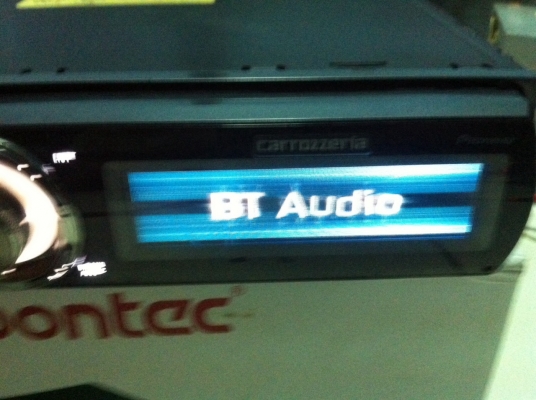 carrozzeria
Pioneer
BT Audio
pontec®